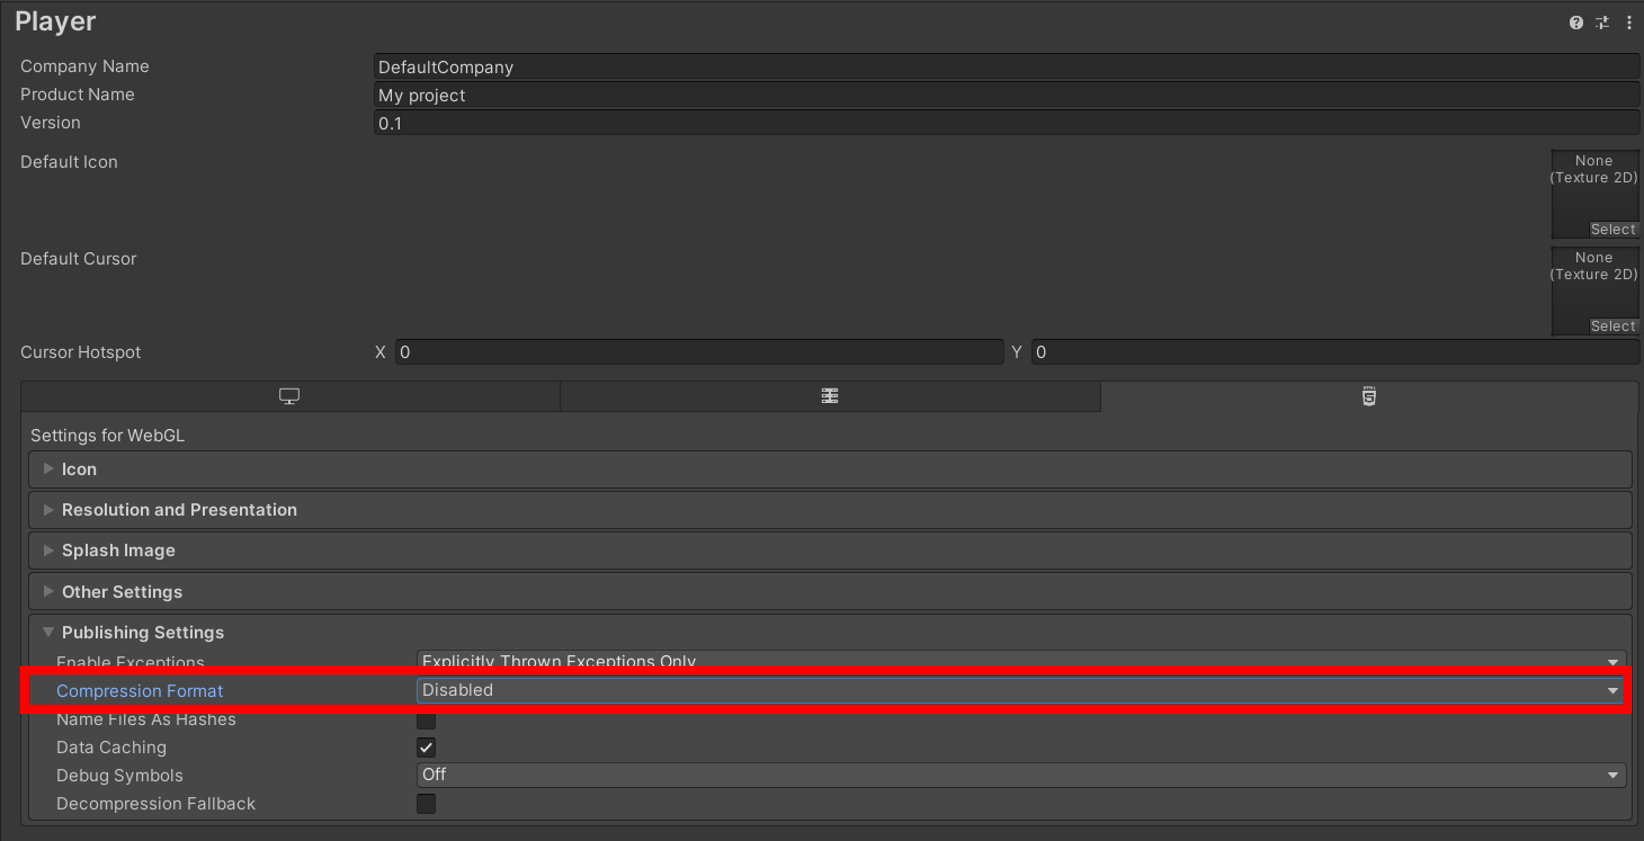 Player
Company Name DefaultCompany
Product Name My project
Version 0.1
Default Icon
None
(Texture 2D)
Select
Default Cursor
None
(Texture 2D)
Select
Cursor Hotspot X 0 Y 0
Settings for WebGL
Icon
Resolution and Presentation
Splash Image
Other Settings
Publishing Settings
Enable Exceptions Explicitly Thrown Exceptions Only
Compression Format Disabled
Name Files As Hashes
Data Caching
Debug Symbols Off
Decompression Fallback